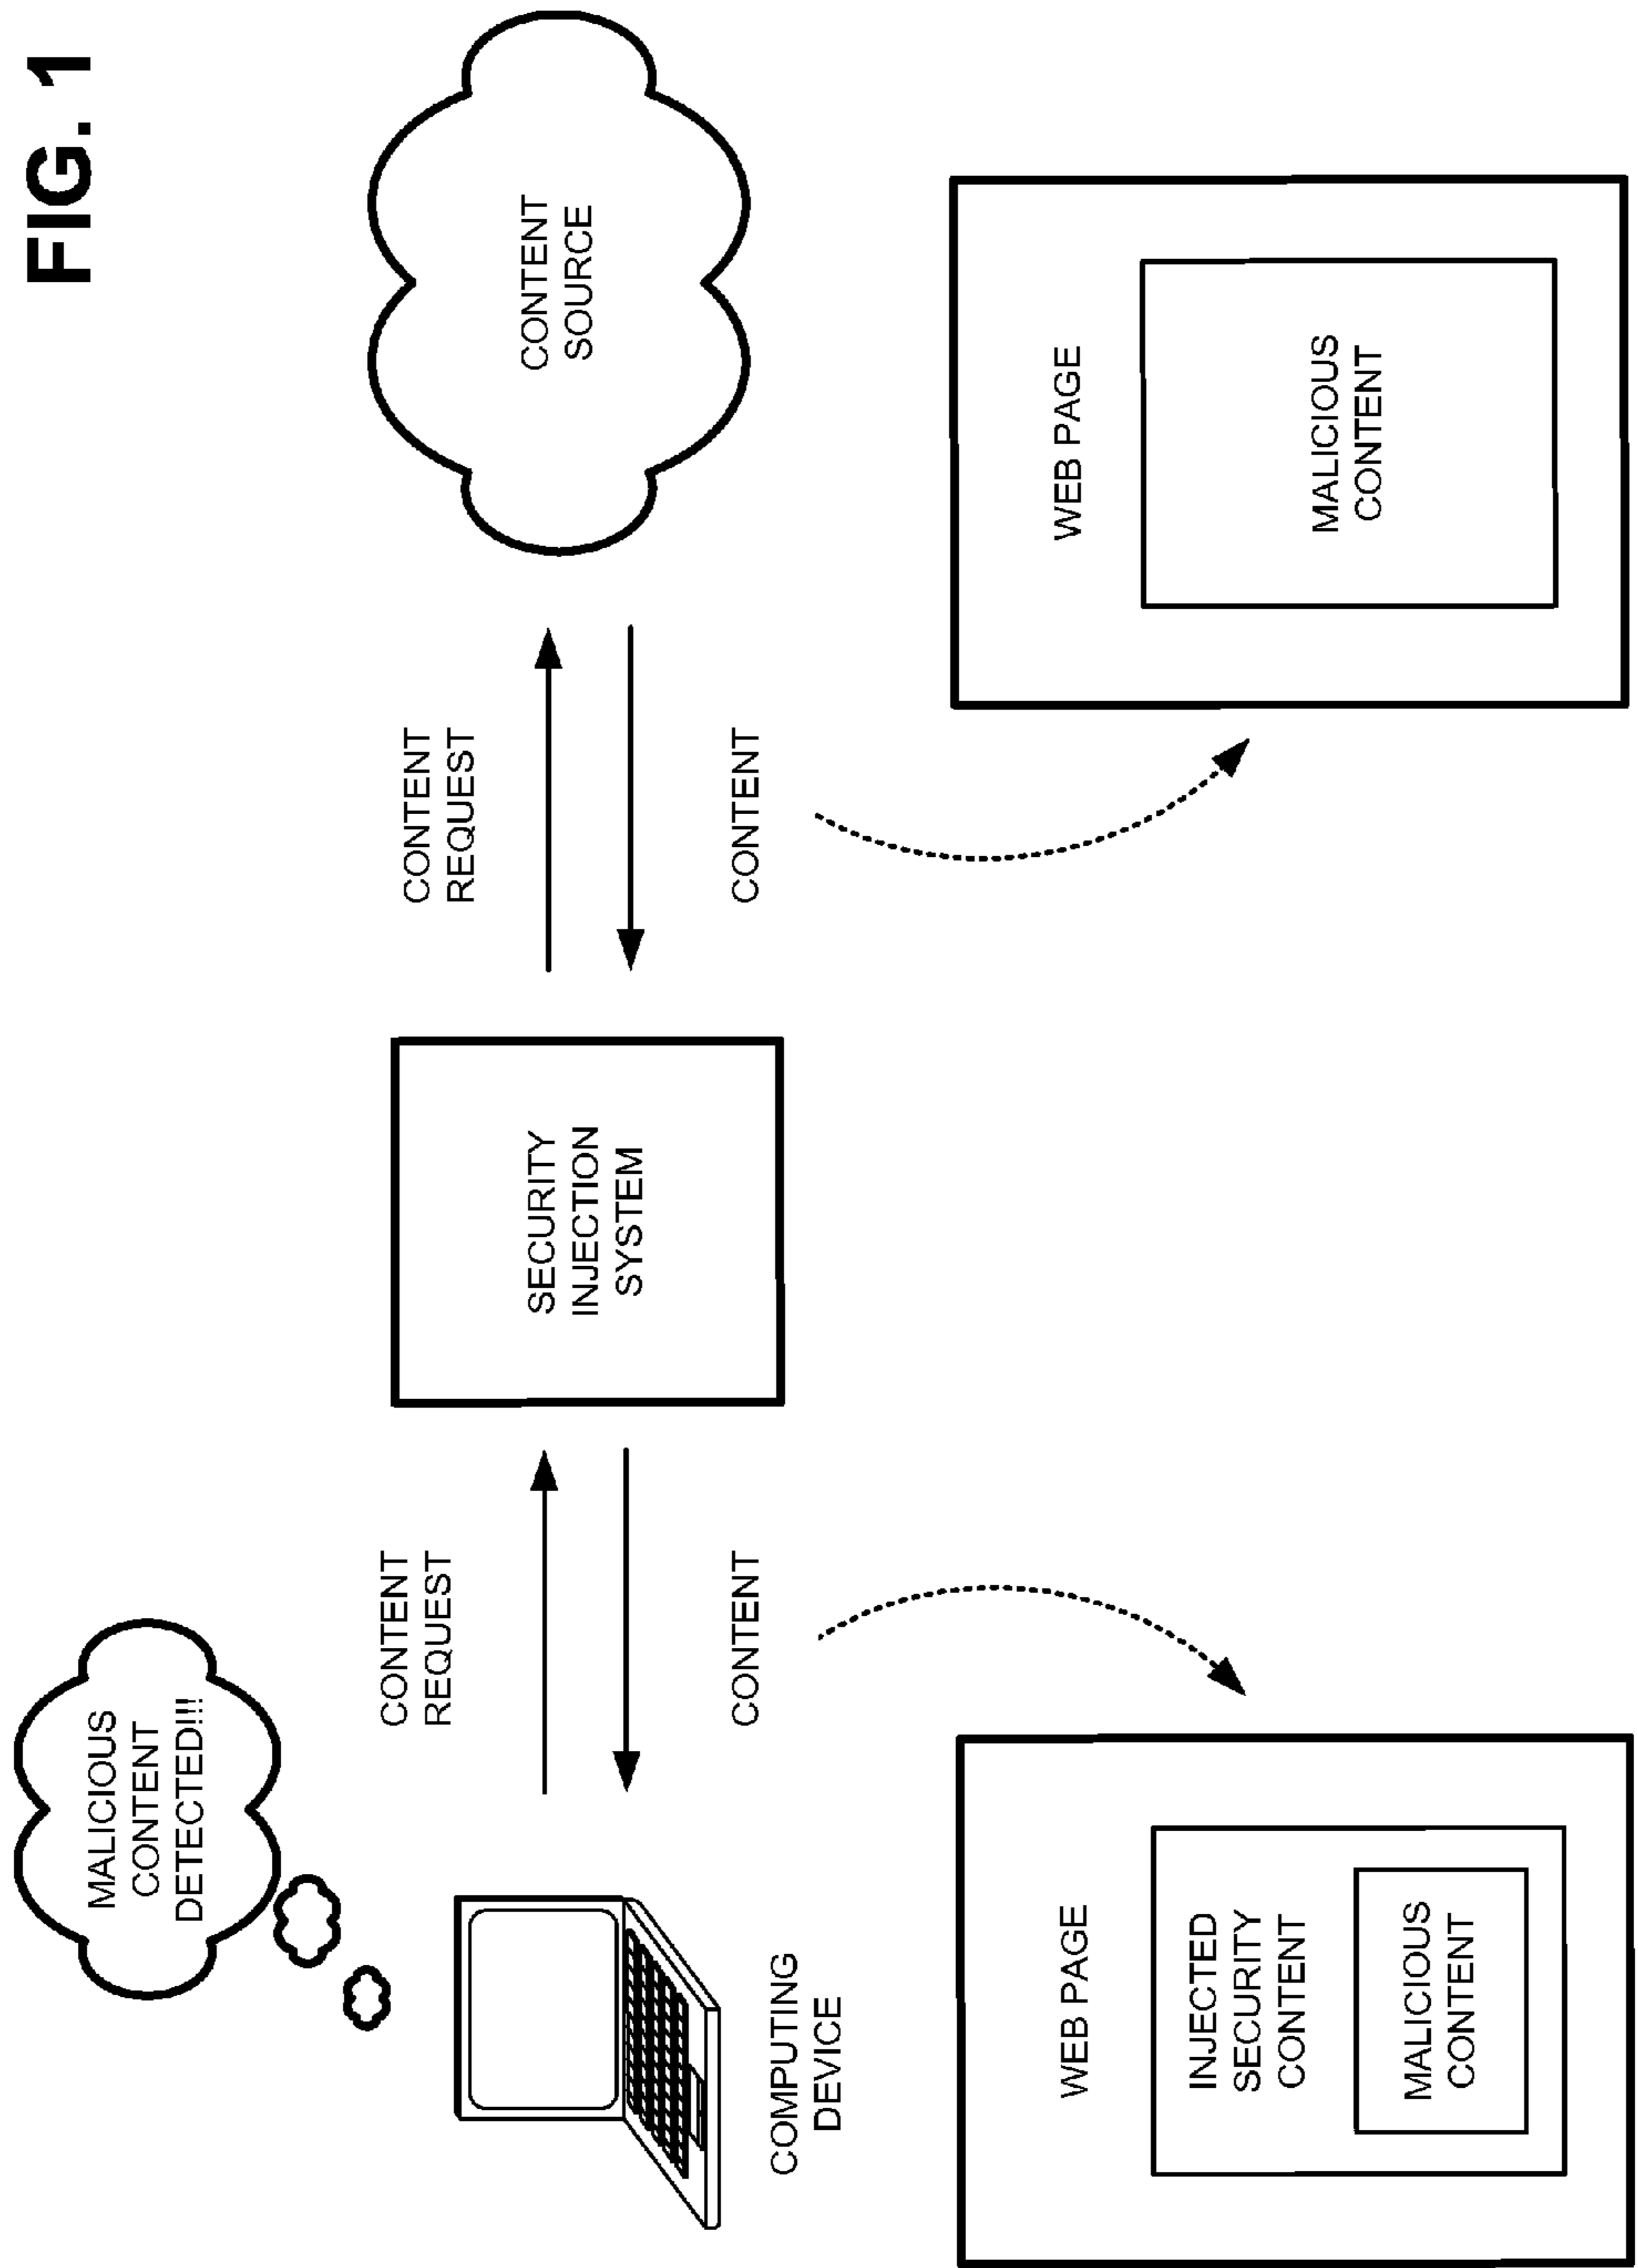 FIG. 1
MALICIOUS
CONTENT
DETECTED!!!
CONTENT
REQUEST
CONTENT
REQUEST
COMPUTING
DEVICE
SECURITY
INJECTION
SYSTEM
CONTENT
SOURCE
CONTENT
CONTENT
WEB PAGE
INJECTED
SECURITY
CONTENT
MALICIOUS
CONTENT
WEB PAGE
MALICIOUS
CONTENT